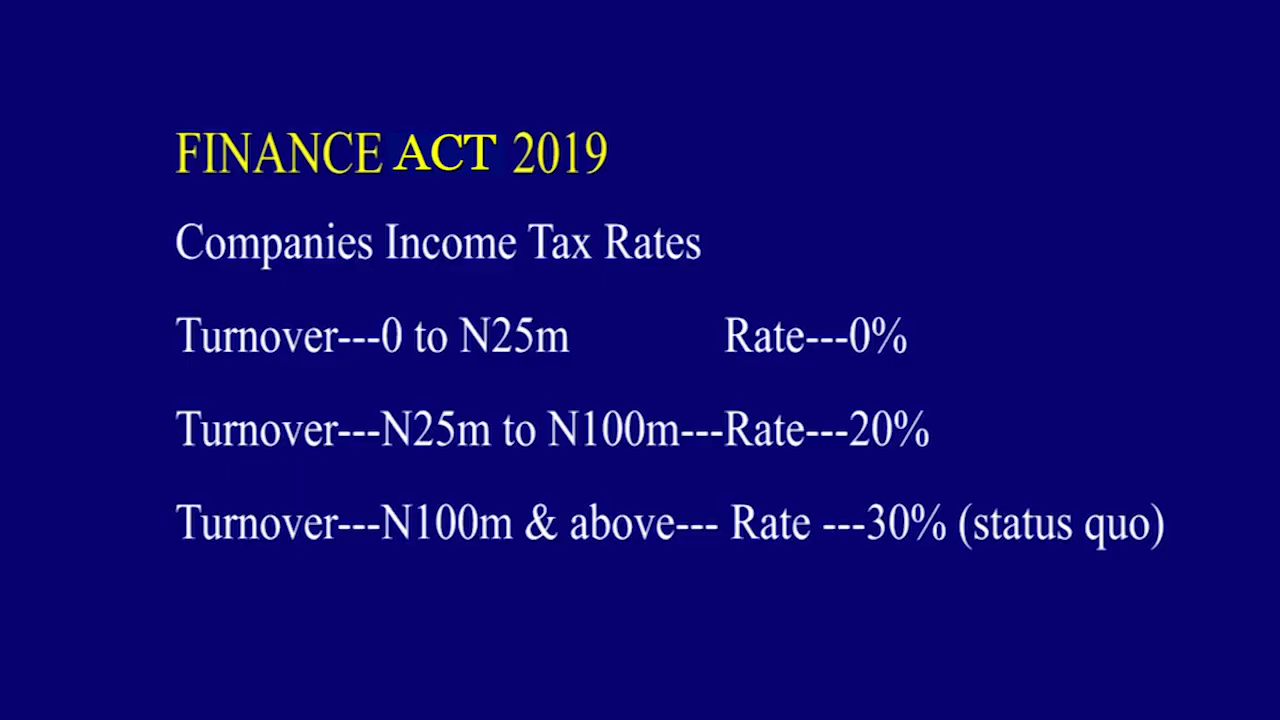 FINANCE ACT 2019
Companies Income Tax Rates
Turnover---0 to N25m Rate---0%
Turnover---N25m to N100m---Rate---20%
Turnover---N100m & above--- Rate ---30% (status quo)